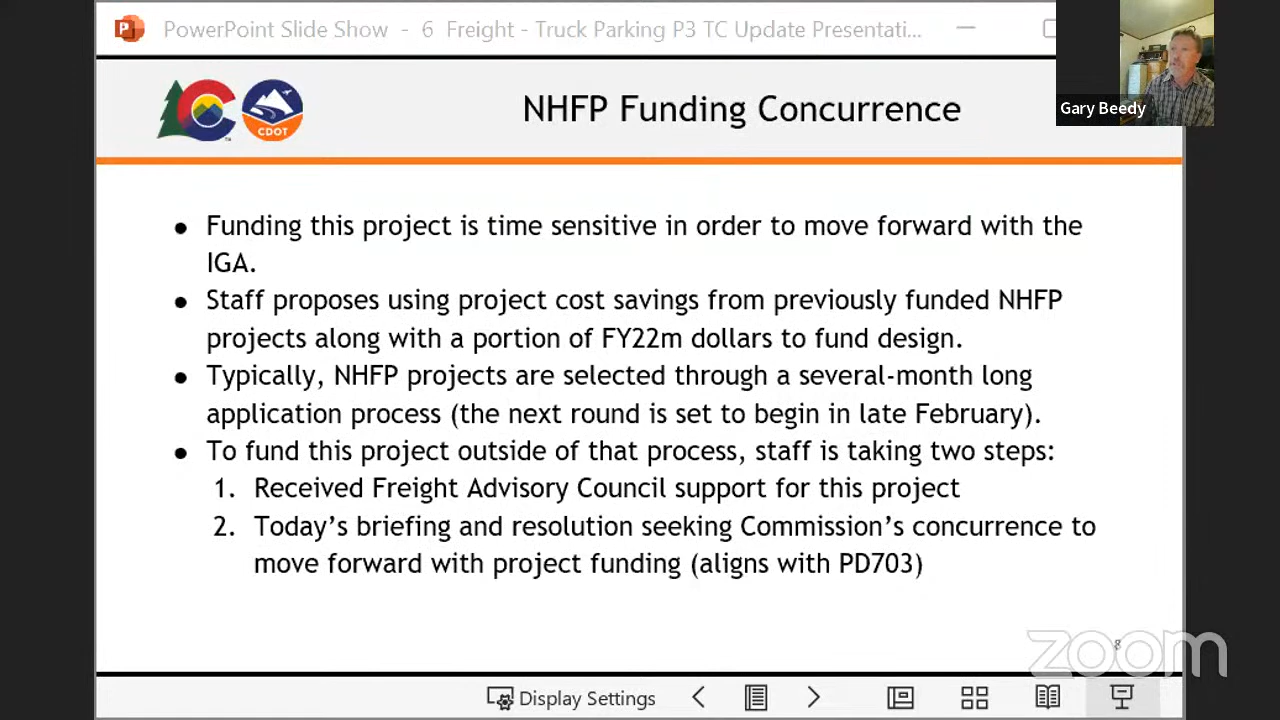 PowerPoint Slide Show - 6 Freight - Truck Parking P3 TC Update Presentati...
Gary Beedy
CDOT
NHFP Funding Concurrence
● Funding this project is time sensitive in order to move forward with the
IGA.
● Staff proposes using project cost savings from previously funded NHFP
projects along with a portion of FY22m dollars to fund design.
● Typically, NHFP projects are selected through a several-month long
application process (the next round is set to begin in late February).
● To fund this project outside of that process, staff is taking two steps:
1. Received Freight Advisory Council support for this project
2. Today's briefing and resolution seeking Commission's concurrence to
move forward with project funding (aligns with PD703)
8
zoom
Display Settings